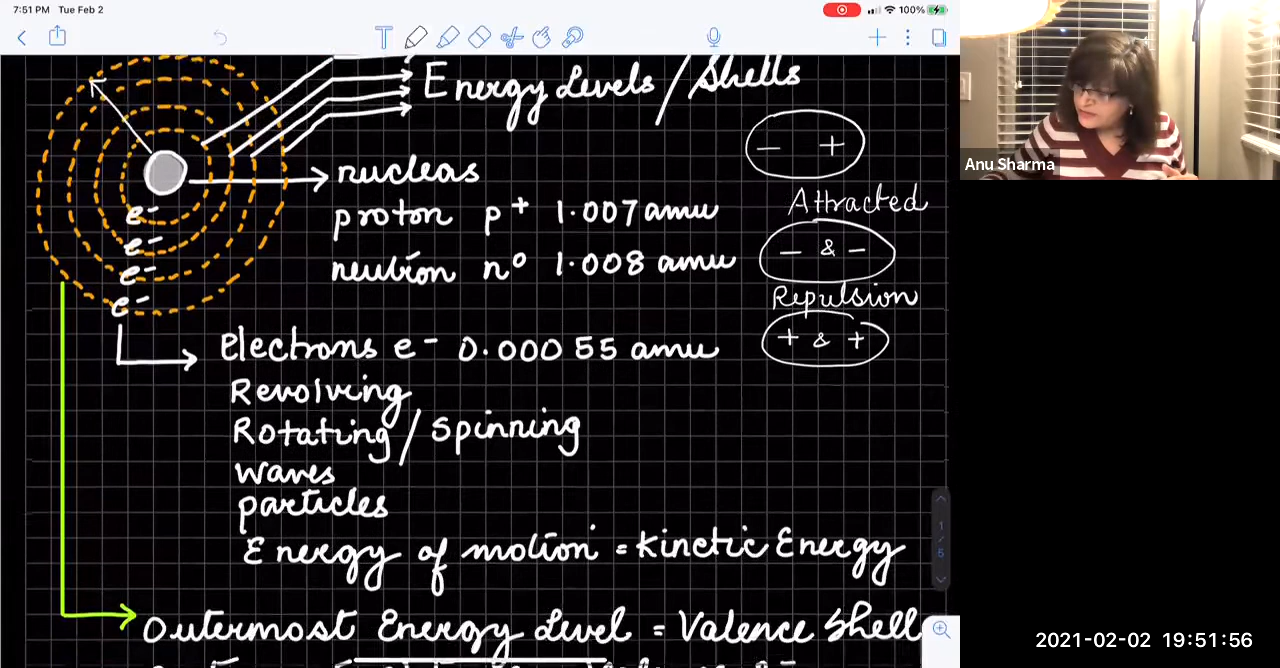 7:51 PM Tue Feb 2
100%
T
Energy Levels / Shells
- +
Anu Sharma
nucleas
Attracted
proton p+ 1.007 amu
e-
- & -
neutron n° 1.008 amu
e-
e-
Repulsion
e-
+ & +
electrons e- 0.00055 amu
Revolving
Rotating / spinning
waves
particles
Energy of motion = Kinetic Energy
1 / 5
Outermost Energy Level = Valence Shell
2021-02-02 19:51:56